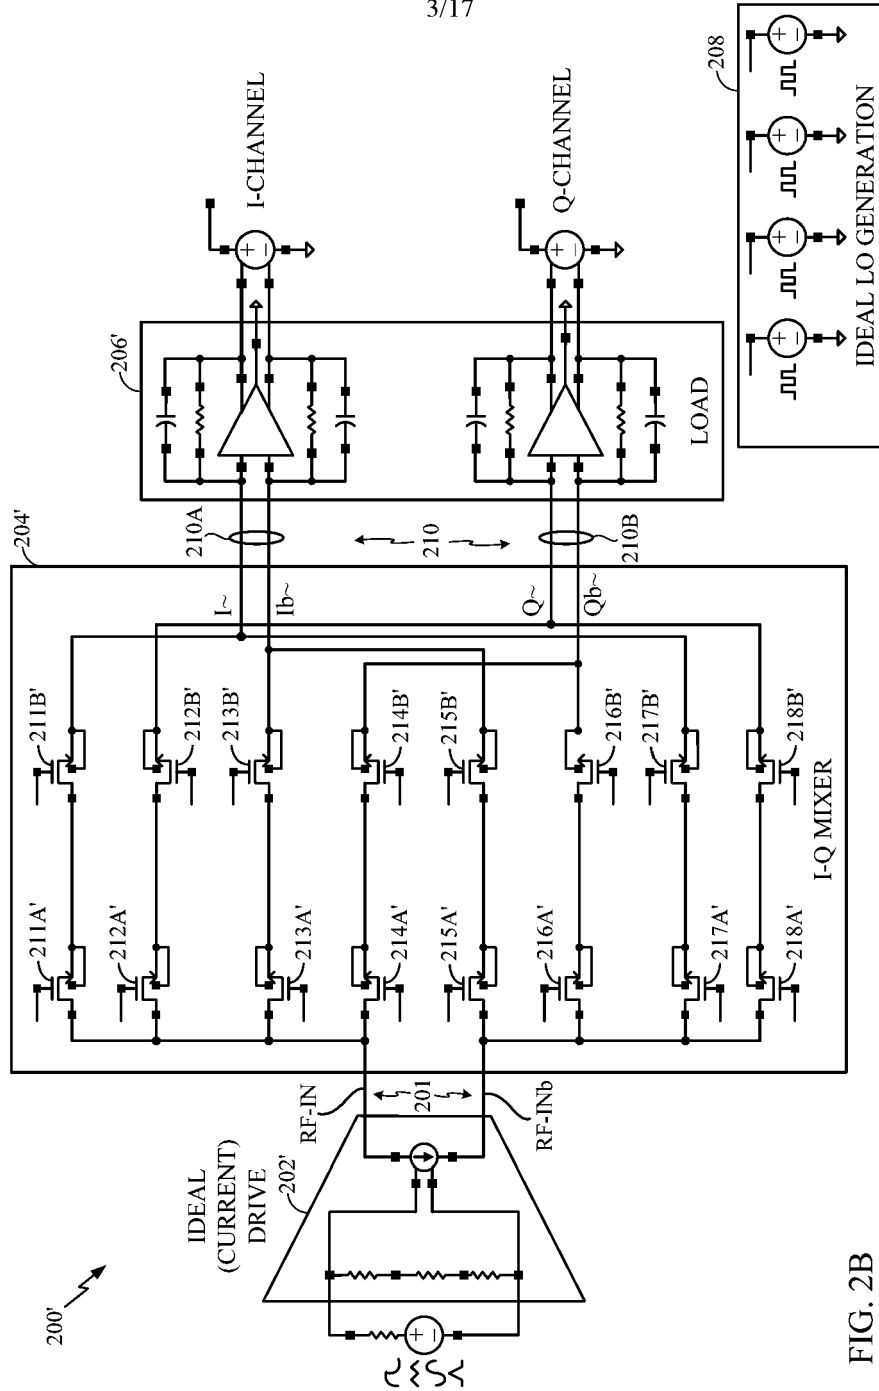 3/17
200'
IDEAL
(CURRENT)
DRIVE
202'
RF-IN
201
RF-INb
204'
211A'
212A'
213A'
214A'
215A'
216A'
217A'
218A'
211B'
212B'
213B'
214B'
215B'
216B'
217B'
218B'
I~
Ib~
Q~
Qb~
I-Q MIXER
210A
210
210B
206'
LOAD
I-CHANNEL
Q-CHANNEL
208
IDEAL LO GENERATION
FIG. 2B